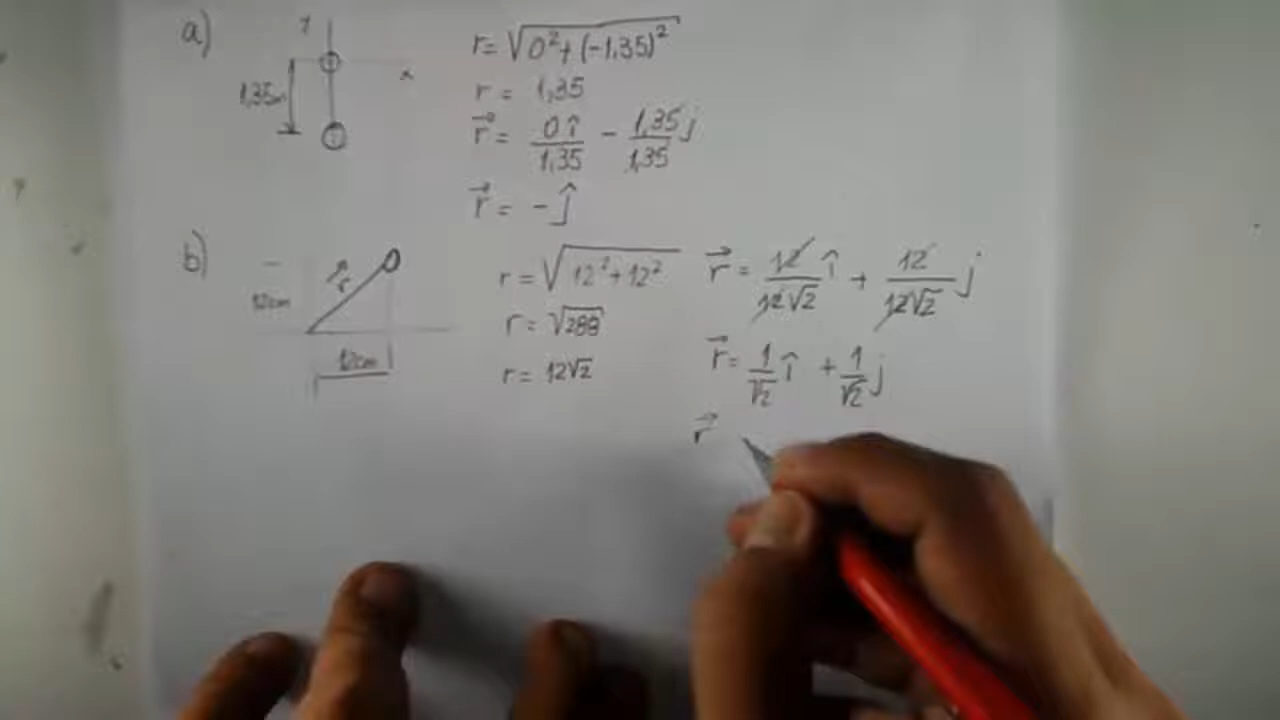 a)
1,35m
x
r = √0² + (-1,35)²
r = 1,35
r⃗ = 0î/1,35 - 1,35j/1,35
r⃗ = -ĵ
b)
r
12cm
12cm
r = √12² + 12²
r = √288
r = 12√2
r⃗ = 12/12√2 î + 12/12√2 j
r⃗ = 1/√2 î + 1/√2 j
r⃗